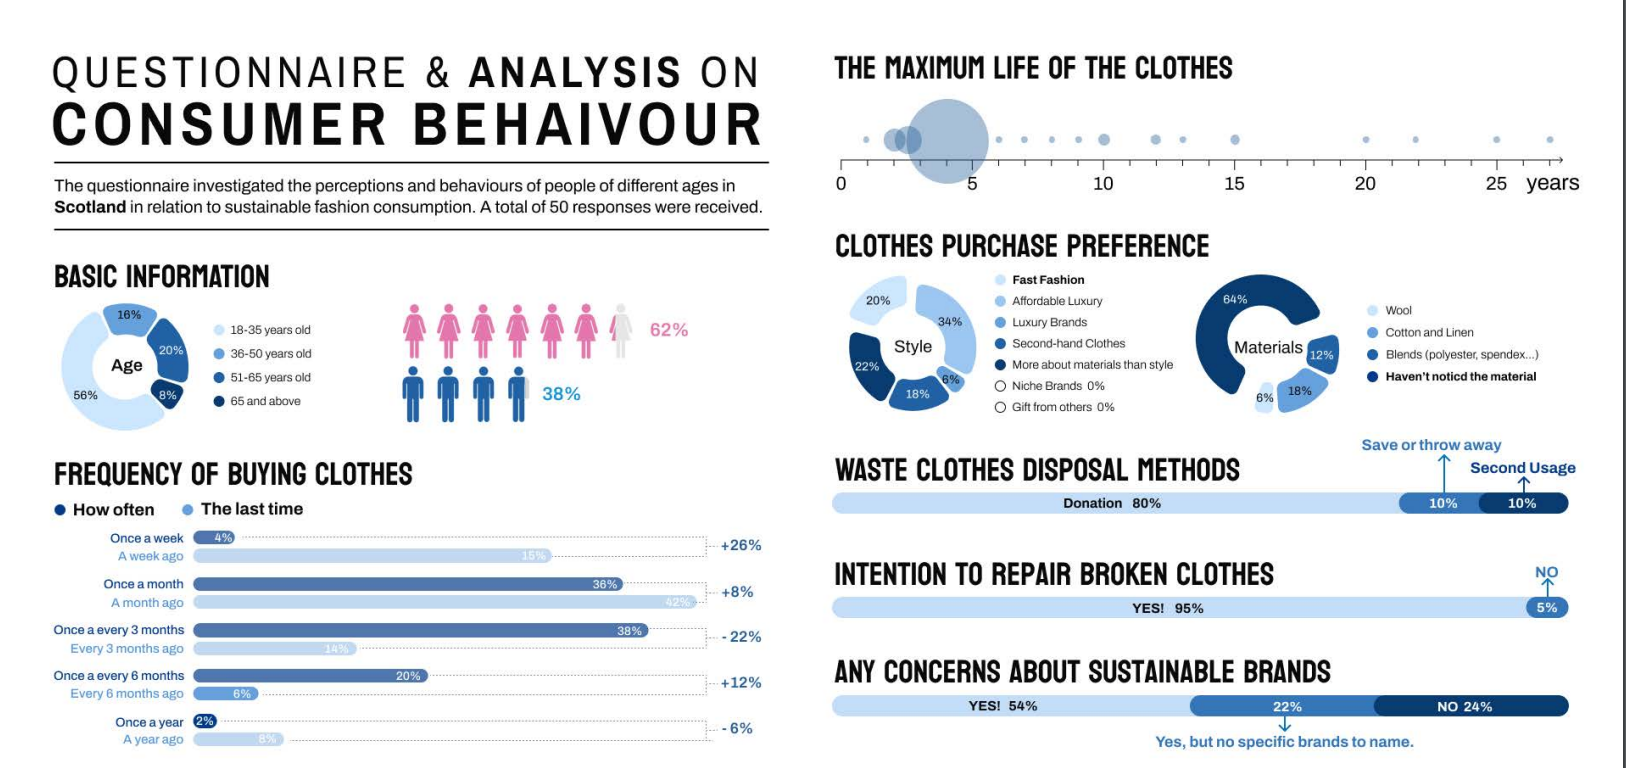 QUESTIONNAIRE & ANALYSIS ON
CONSUMER BEHAIVOUR
The questionnaire investigated the perceptions and behaviours of people of different ages in
Scotland in relation to sustainable fashion consumption. A total of 50 responses were received.
BASIC INFORMATION
16%
20%
Age
56%
8%
18-35 years old
36-50 years old
51-65 years old
65 and above
62%
38%
FREQUENCY OF BUYING CLOTHES
How often
The last time
Once a week 4%
A week ago 15%
+26%
Once a month 36%
A month ago 42%
+8%
Once a every 3 months 38%
Every 3 months ago 14%
- 22%
Once a every 6 months 20%
Every 6 months ago 6%
+12%
Once a year 2%
A year ago 8%
- 6%
THE MAXIMUM LIFE OF THE CLOTHES
0 5 10 15 20 25 years
CLOTHES PURCHASE PREFERENCE
20%
34%
Style
22%
6%
18%
Fast Fashion
Affordable Luxury
Luxury Brands
Second-hand Clothes
More about materials than style
Niche Brands 0%
Gift from others 0%
64%
Materials
12%
18%
6%
Wool
Cotton and Linen
Blends (polyester, spendex...)
Haven't noticd the material
WASTE CLOTHES DISPOSAL METHODS
Save or throw away
Second Usage
Donation 80%
10%
10%
INTENTION TO REPAIR BROKEN CLOTHES
NO
YES! 95%
5%
ANY CONCERNS ABOUT SUSTAINABLE BRANDS
YES! 54%
22%
NO 24%
Yes, but no specific brands to name.